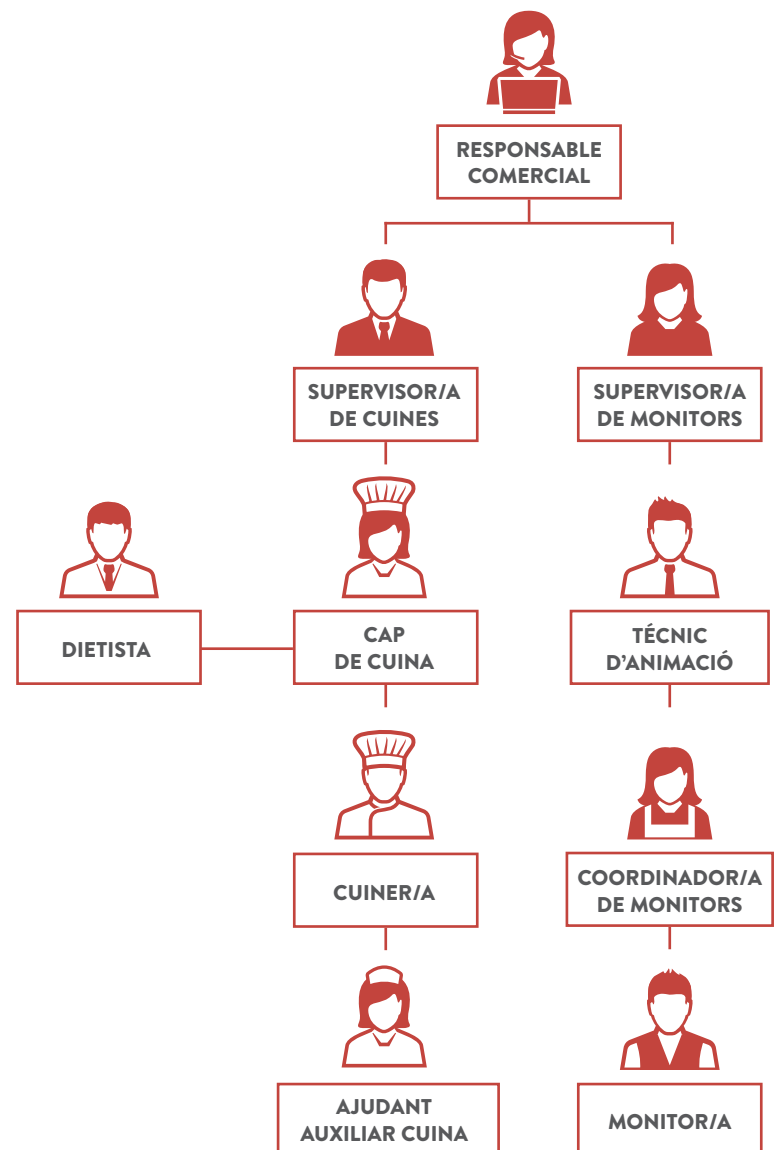 RESPONSABLE
COMERCIAL
SUPERVISOR/A
DE CUINES
SUPERVISOR/A
DE MONITORS
DIETISTA
CAP
DE CUINA
TÉCNIC
D’ANIMACIÓ
CUINER/A
COORDINADOR/A
DE MONITORS
AJUDANT
AUXILIAR CUINA
MONITOR/A